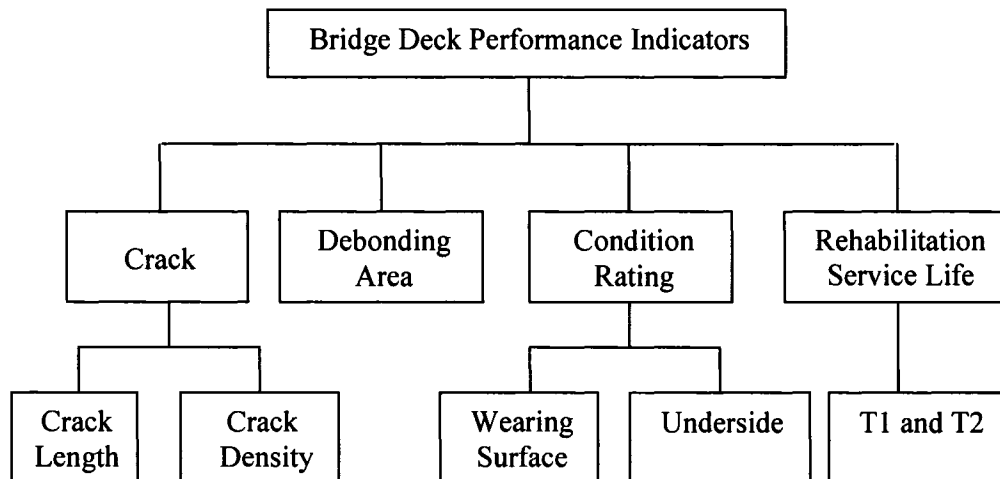 Bridge Deck Performance Indicators
Crack
Debonding
Area
Condition
Rating
Rehabilitation
Service Life
Crack
Length
Crack
Density
Wearing
Surface
Underside
T1 and T2